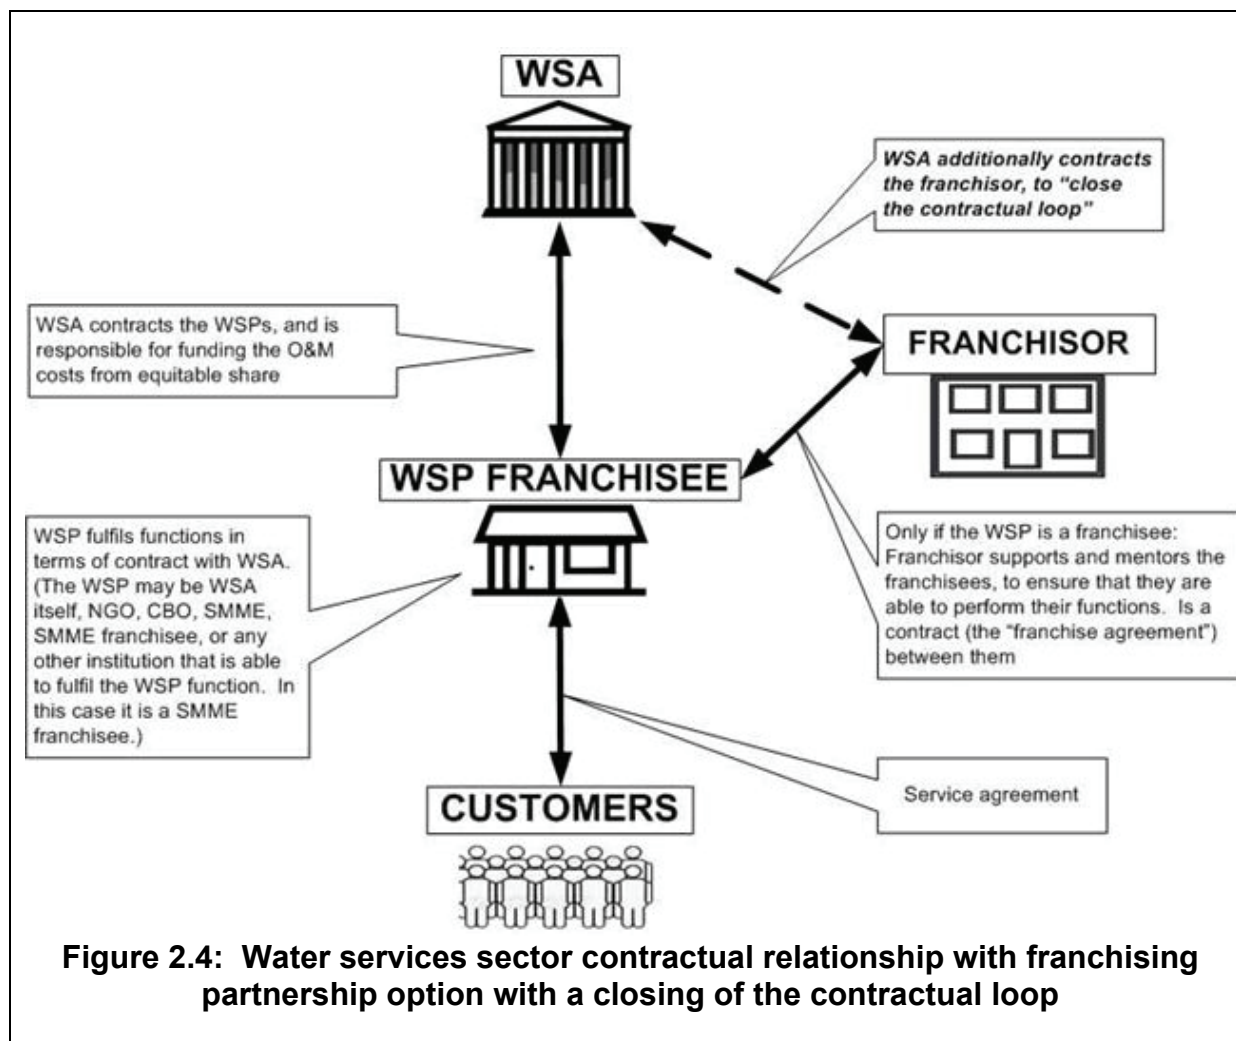 WSA
WSA additionally contracts
the franchisor, to “close
the contractual loop”
WSA contracts the WSPs, and is
responsible for funding the O&M
costs from equitable share
FRANCHISOR
WSP FRANCHISEE
WSP fulfils functions in
terms of contract with WSA.
(The WSP may be WSA
itself, NGO, CBO, SMME,
SMME franchisee, or any
other institution that is able
to fulfil the WSP function.  In
this case it is a SMME
franchisee.)
Only if the WSP is a franchisee:
Franchisor supports and mentors the
franchisees, to ensure that they are
able to perform their functions.  Is a
contract (the “franchise agreement”)
between them
Service agreement
CUSTOMERS
Figure 2.4:  Water services sector contractual relationship with franchising
partnership option with a closing of the contractual loop